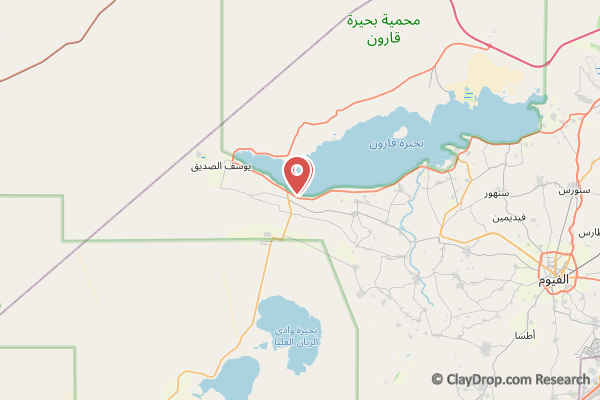 محمية بحيرة
قارون
بحيرة قارون
يوسف الصديق
سنهور
سنورس
فيديمين
طارس
الفيوم
بحيرة وادي
الريان العليا
أطسا
© ClayDrop.com Research